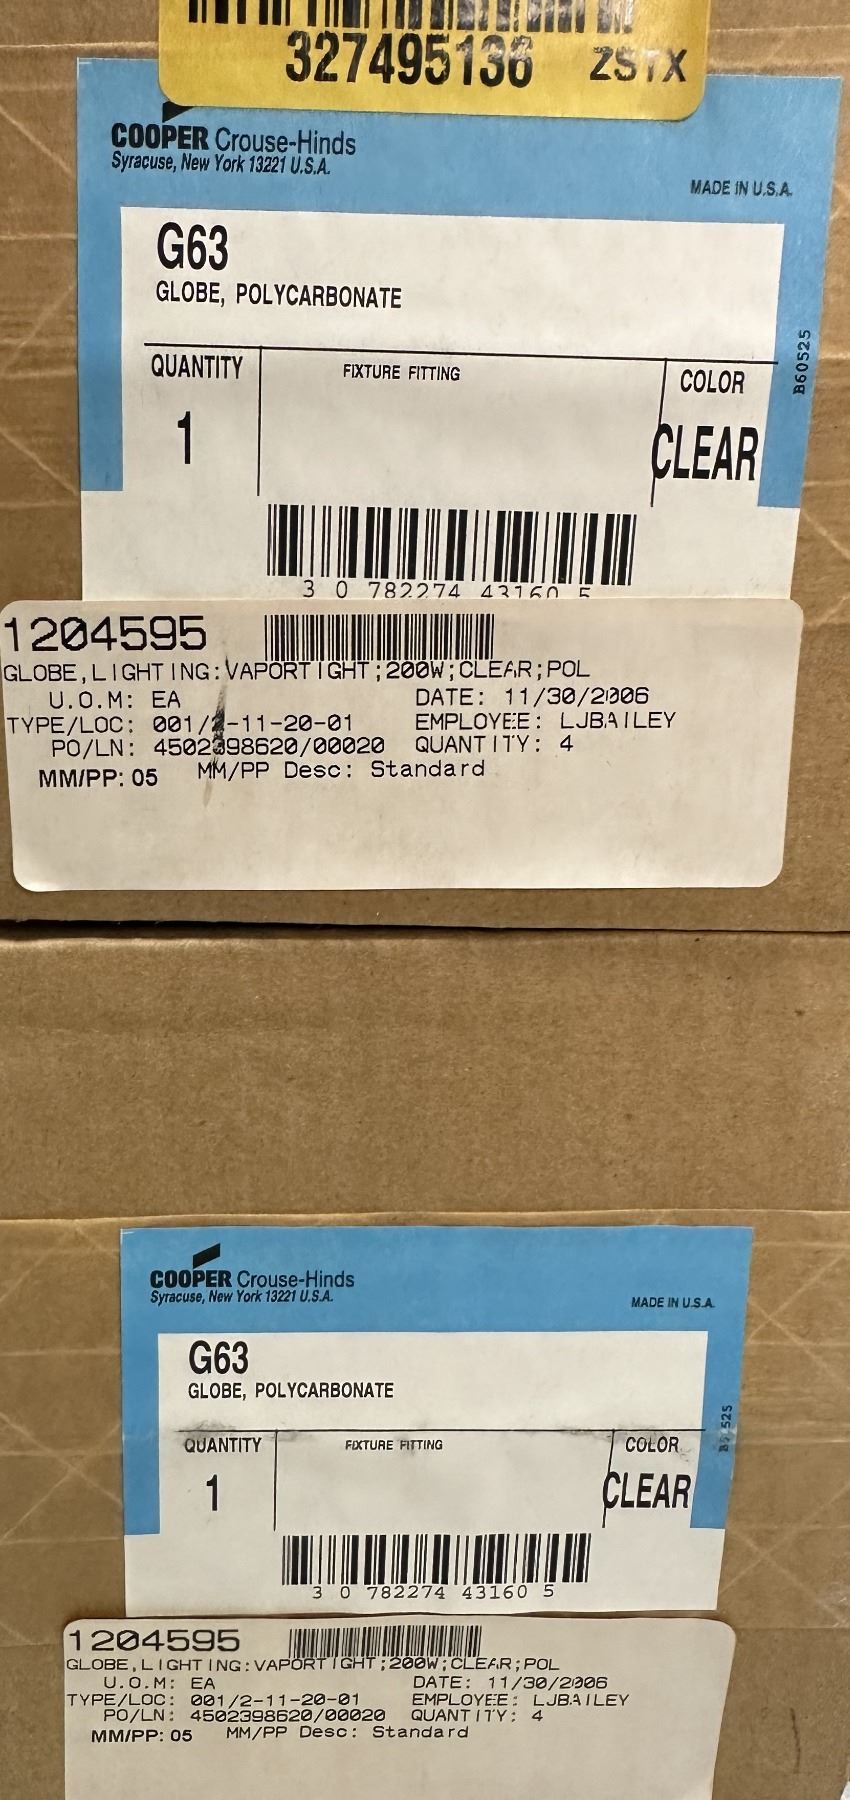 327495136 ZSTX
COOPER Crouse-Hinds
Syracuse, New York 13221 U.S.A.
MADE IN U.S.A.
G63
GLOBE, POLYCARBONATE
QUANTITY FIXTURE FITTING COLOR
1 CLEAR
B60525
3 0 782274 43160 5
1204595
GLOBE,LIGHTING:VAPORTIGHT;200W;CLEAR;POL
U.O.M: EA DATE: 11/30/2006
TYPE/LOC: 001/2-11-20-01 EMPLOYEE: LJBAILEY
PO/LN: 4502398620/00020 QUANTITY: 4
MM/PP: 05 MM/PP Desc: Standard
COOPER Crouse-Hinds
Syracuse, New York 13221 U.S.A.
MADE IN U.S.A.
G63
GLOBE, POLYCARBONATE
QUANTITY FIXTURE FITTING COLOR
1 CLEAR
3 0 782274 43160 5
1204595
GLOBE,LIGHTING:VAPORTIGHT;200W;CLEAR;POL
U.O.M: EA DATE: 11/30/2006
TYPE/LOC: 001/2-11-20-01 EMPLOYEE: LJBAILEY
PO/LN: 4502398620/00020 QUANTITY: 4
MM/PP: 05 MM/PP Desc: Standard